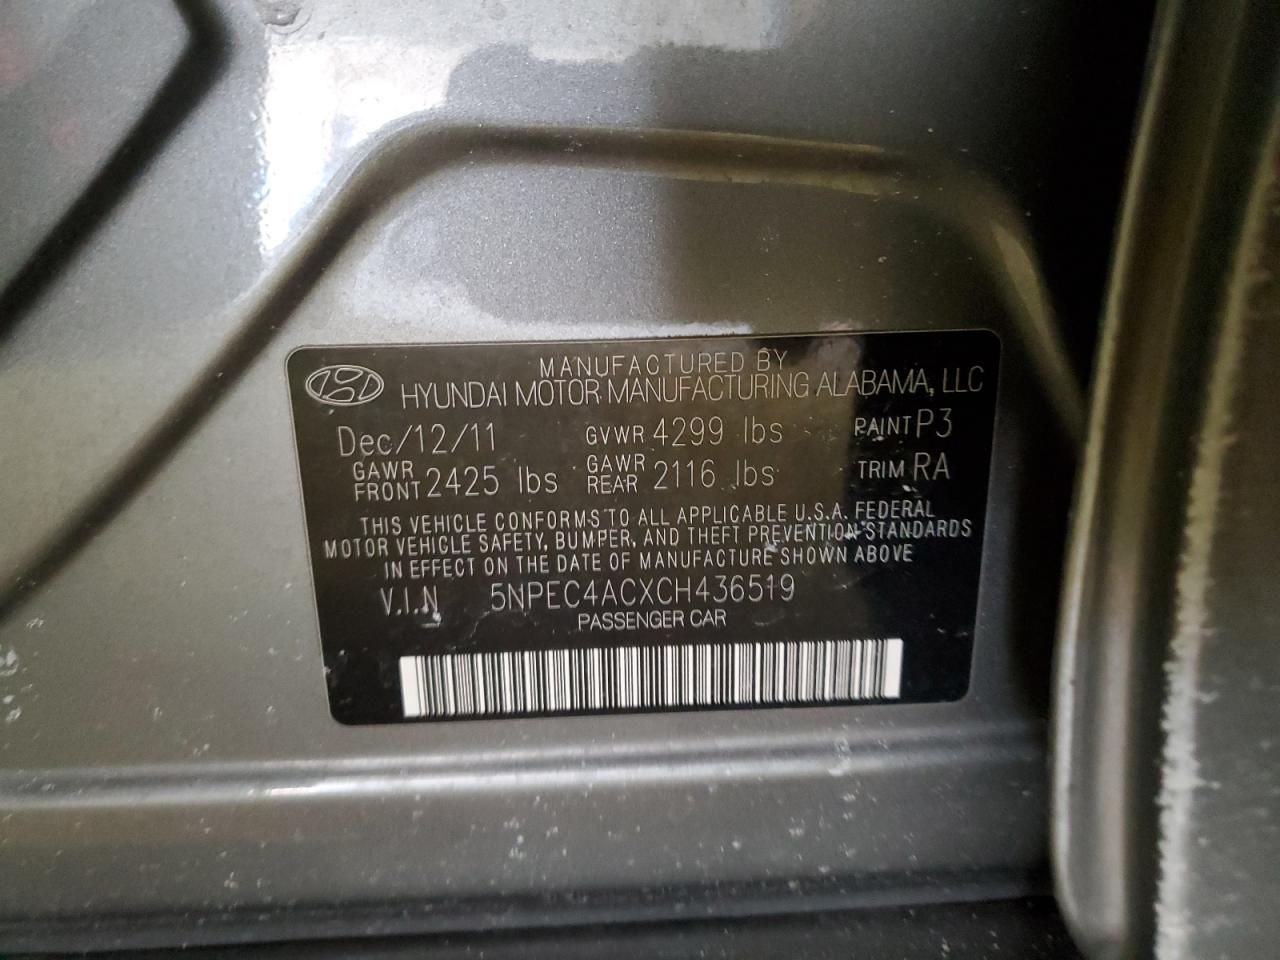 MANUFACTURED BY
HYUNDAI MOTOR MANUFACTURING ALABAMA, LLC
Dec/12/11 GVWR 4299 lbs PAINT P3
GAWR FRONT 2425 lbs GAWR REAR 2116 lbs TRIM RA
THIS VEHICLE CONFORMS TO ALL APPLICABLE U.S.A. FEDERAL
MOTOR VEHICLE SAFETY, BUMPER, AND THEFT PREVENTION STANDARDS
IN EFFECT ON THE DATE OF MANUFACTURE SHOWN ABOVE
V.I.N 5NPEC4ACXCH436519
PASSENGER CAR